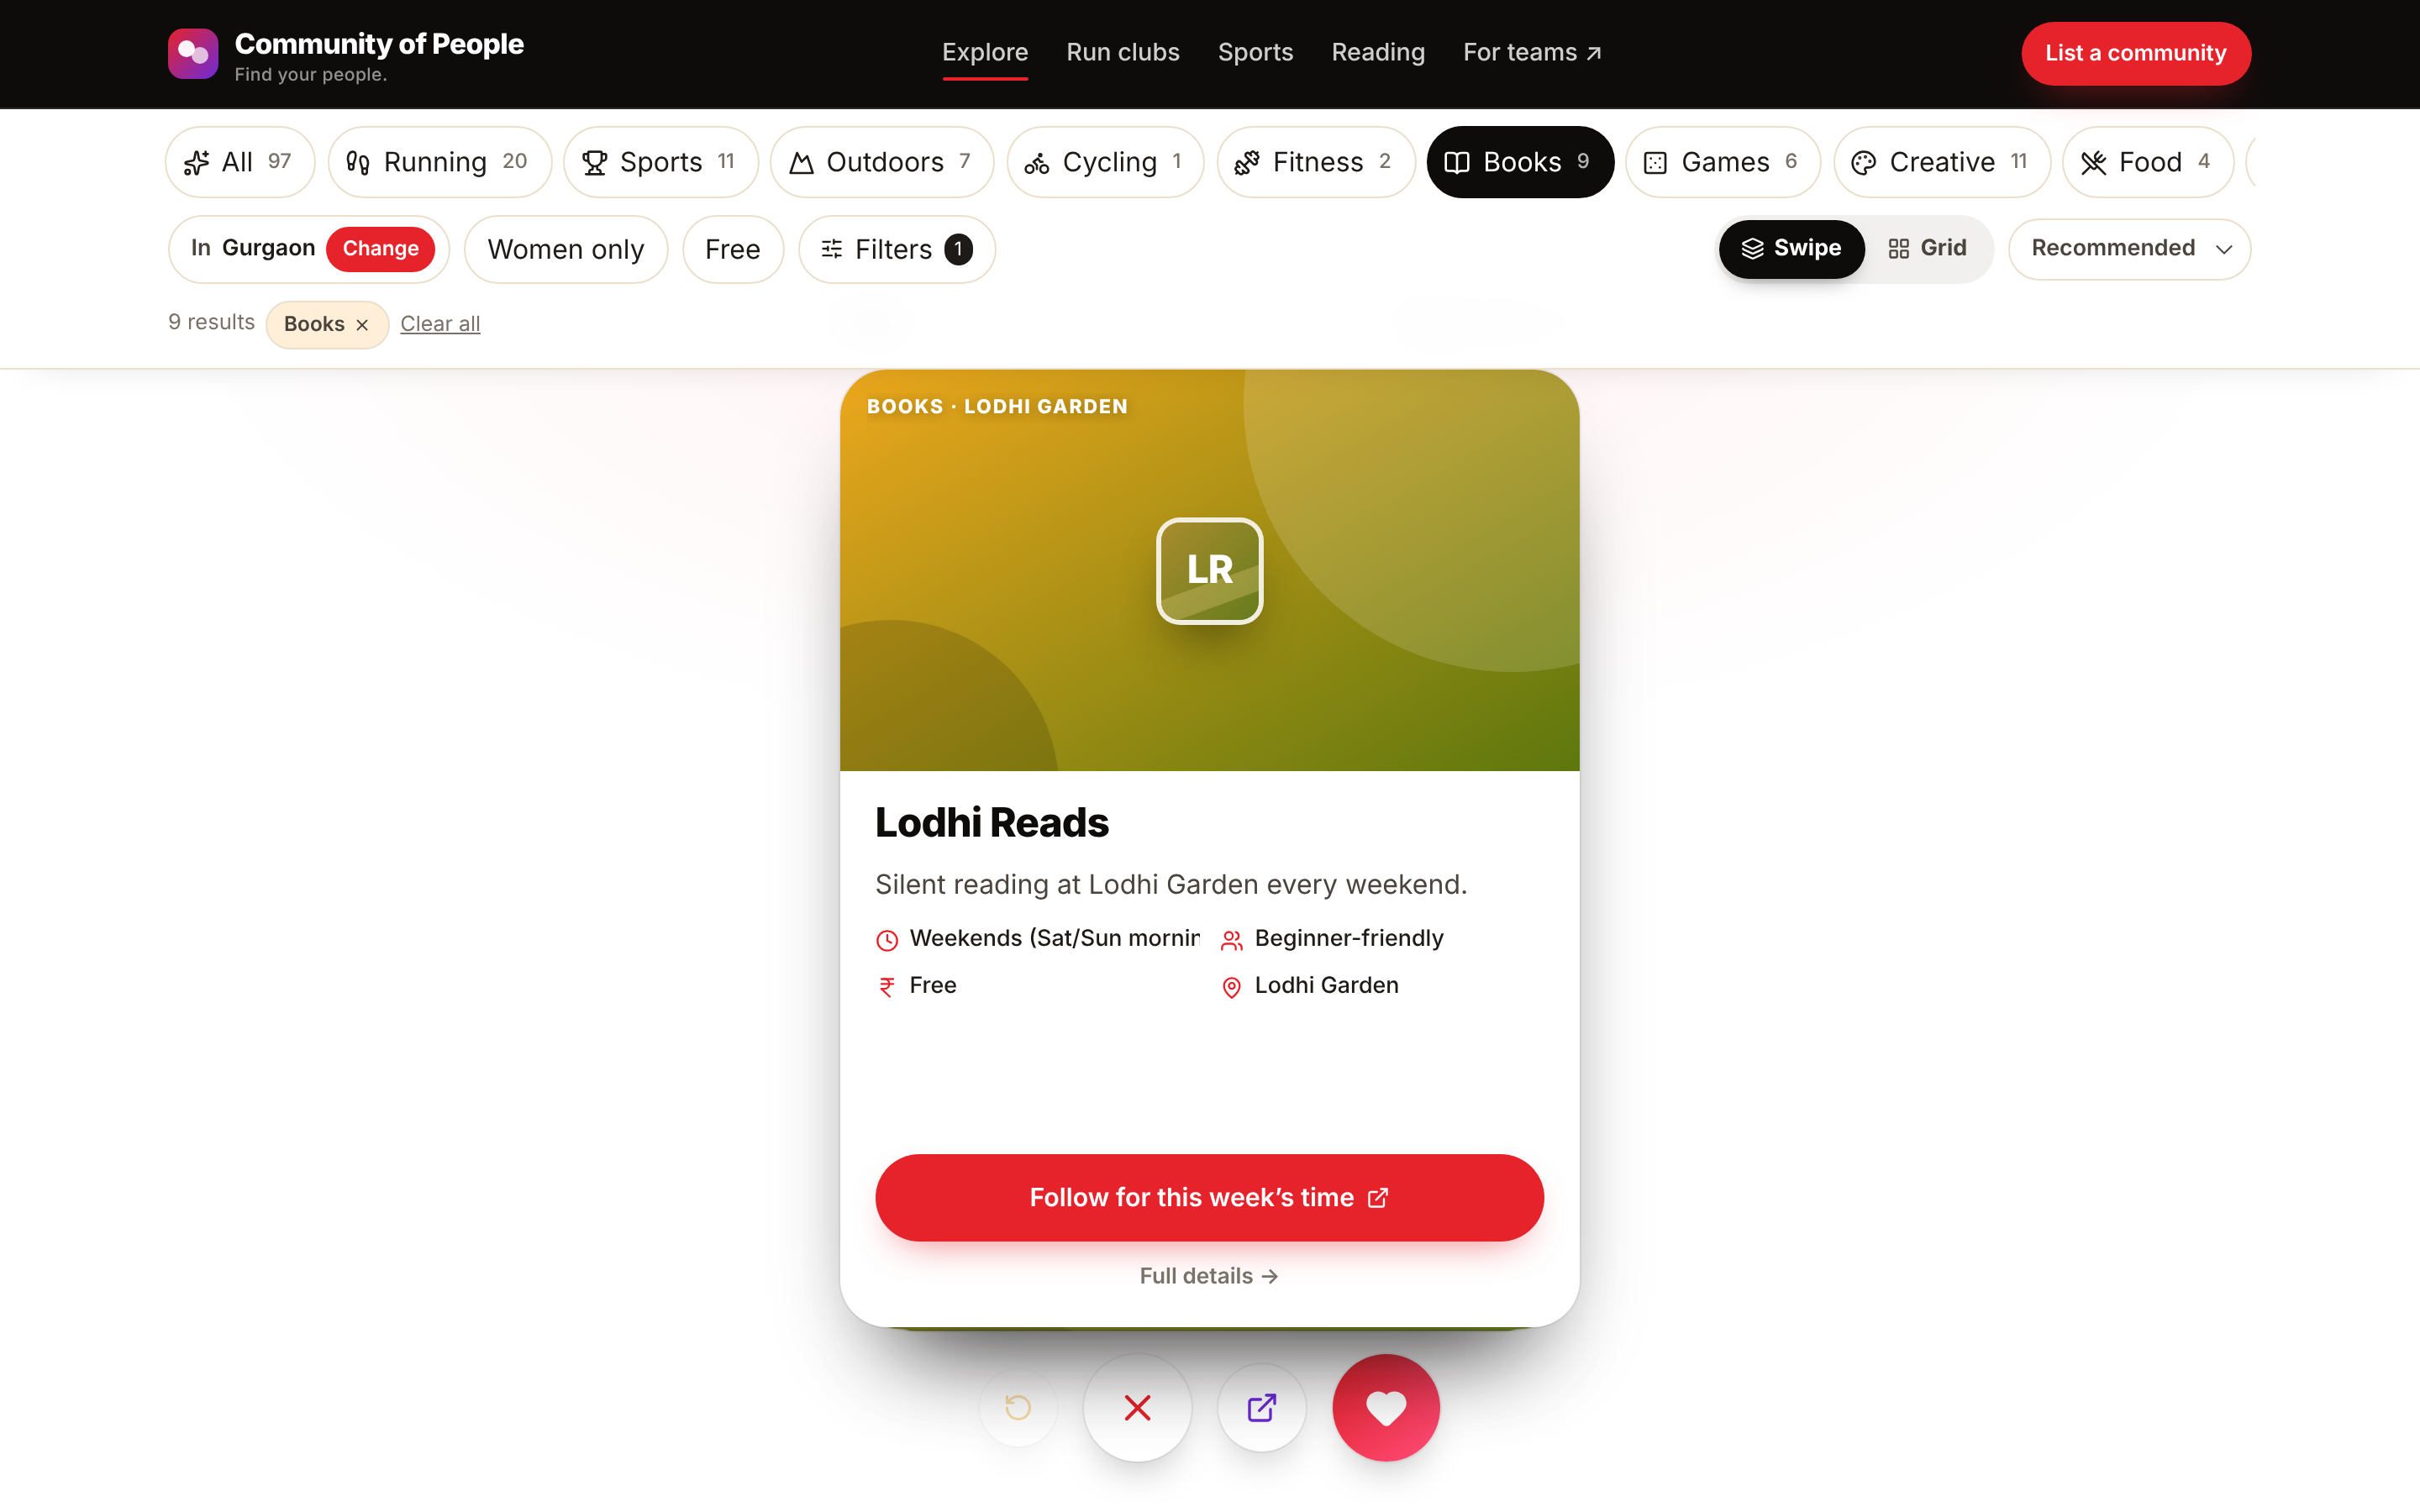 Community of People
Find your people.
Explore
Run clubs
Sports
Reading
For teams ↗
List a community
All 97
Running 20
Sports 11
Outdoors 7
Cycling 1
Fitness 2
Books 9
Games 6
Creative 11
Food 4
In Gurgaon Change
Women only
Free
Filters 1
Swipe
Grid
Recommended
9 results
Books ×
Clear all
BOOKS · LODHI GARDEN
LR
Lodhi Reads
Silent reading at Lodhi Garden every weekend.
Weekends (Sat/Sun mornin
Beginner-friendly
₹ Free
Lodhi Garden
Follow for this week’s time
Full details →